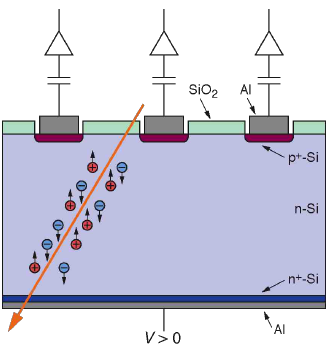 SiO₂
Al
p⁺-Si
n-Si
n⁺-Si
Al
V > 0